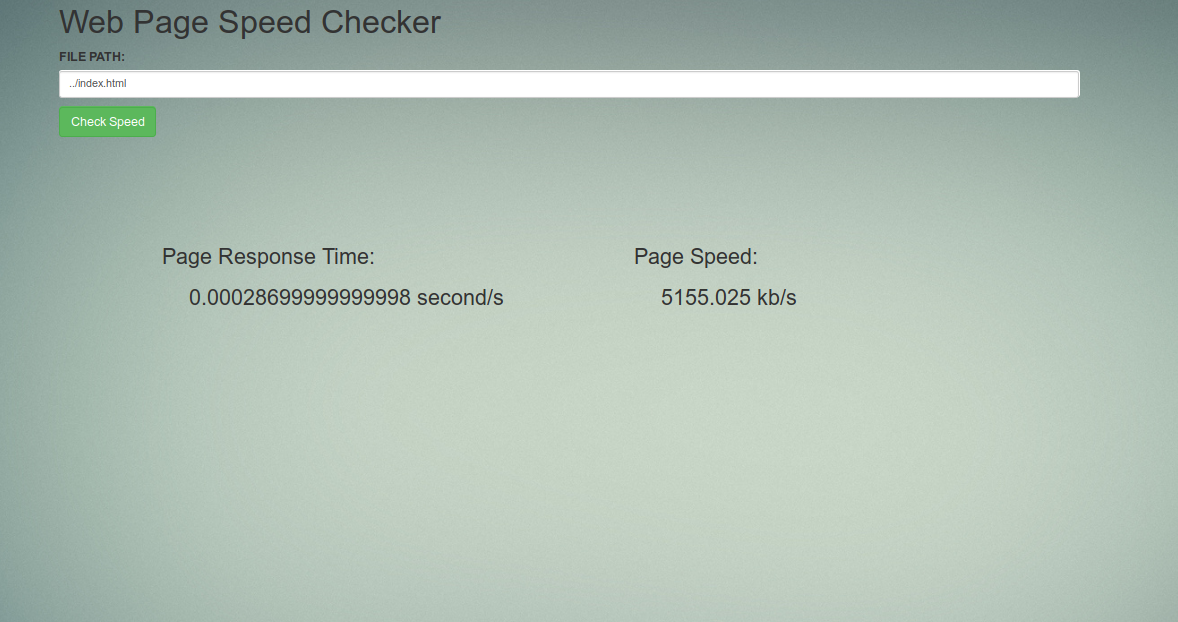 Web Page Speed Checker
FILE PATH:
../index.html
Check Speed
Page Response Time:
Page Speed:
0.00028699999999998 second/s
5155.025 kb/s